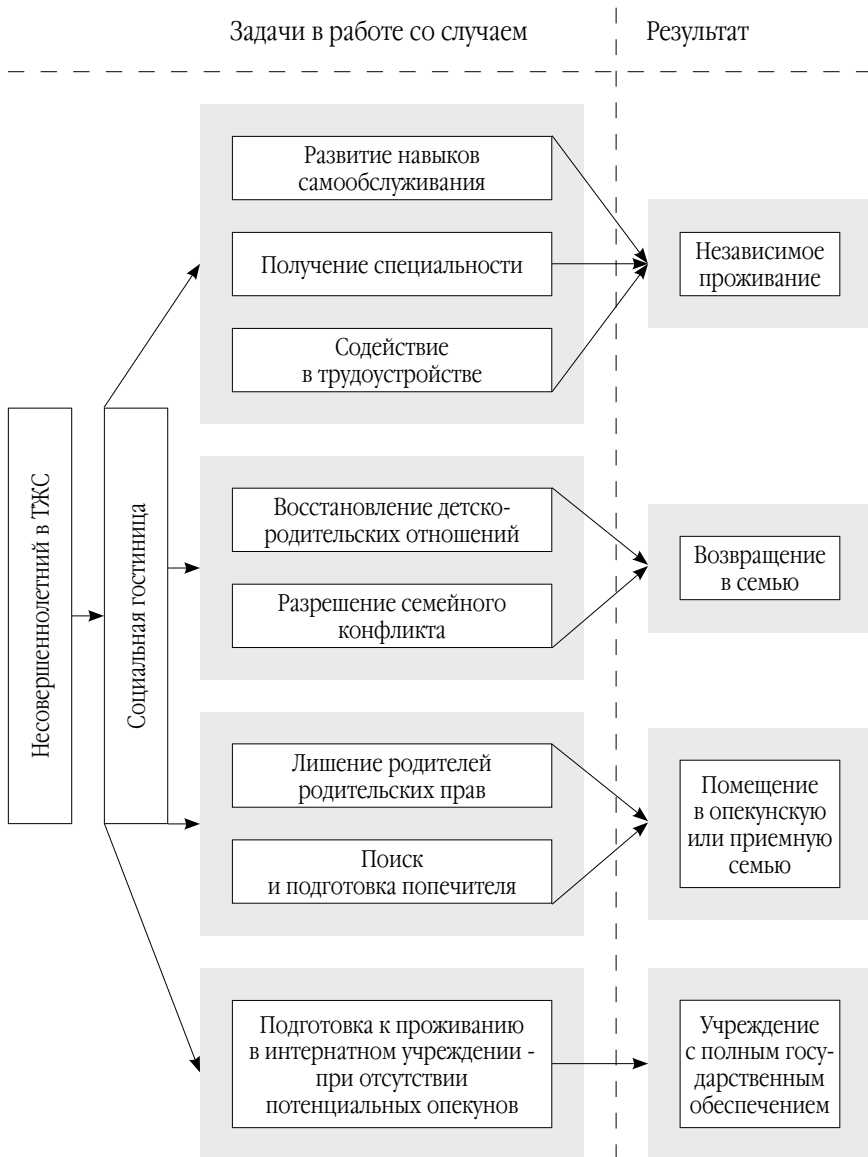 Задачи в работе со случаем
Результат
Несовершеннолетний в ТЖС
Социальная гостиница
Развитие навыков
самообслуживания
Получение специальности
Содействие
в трудоустройстве
Независимое
проживание
Восстановление детско-
родительских отношений
Разрешение семейного
конфликта
Возвращение
в семью
Лишение родителей
родительских прав
Поиск
и подготовка попечителя
Помещение
в опекунскую
или приемную
семью
Подготовка к проживанию
в интернатном учреждении -
при отсутствии
потенциальных опекунов
Учреждение
с полным госу-
дарственным
обеспечением